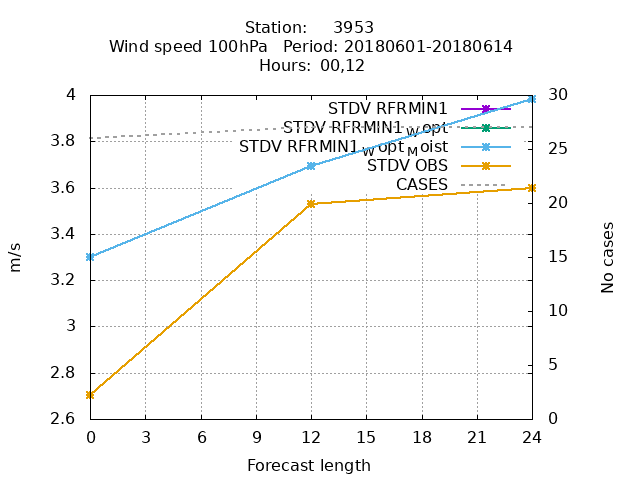 Station: 3953
Wind speed 100hPa Period: 20180601-20180614
Hours: 00,12
4
3.8
3.6
3.4
3.2
3
2.8
2.6
m/s
STDV RFRMIN1
STDV RFRMIN1_Wopt
STDV RFRMIN1_Wopt_Moist
STDV OBS
CASES
30
25
20
15
10
5
0
No cases
0 3 6 9 12 15 18 21 24
Forecast length